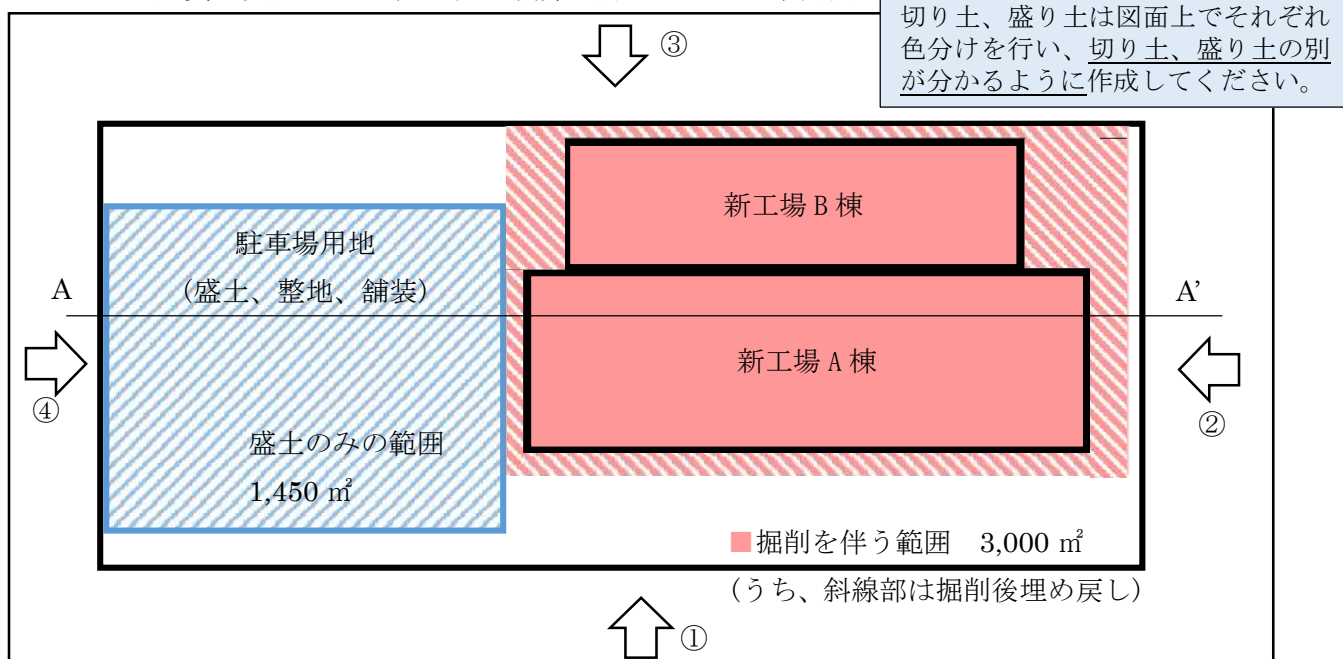 切り土、盛り土は図面上でそれぞれ
色分けを行い、切り土、盛り土の別
が分かるように作成してください。
③
新工場 B 棟
駐車場用地
(盛土、整地、舗装)
A
A’
新工場 A 棟
④
②
盛土のみの範囲
1,450 ㎡
■掘削を伴う範囲 3,000 ㎡
(うち、斜線部は掘削後埋め戻し)
①